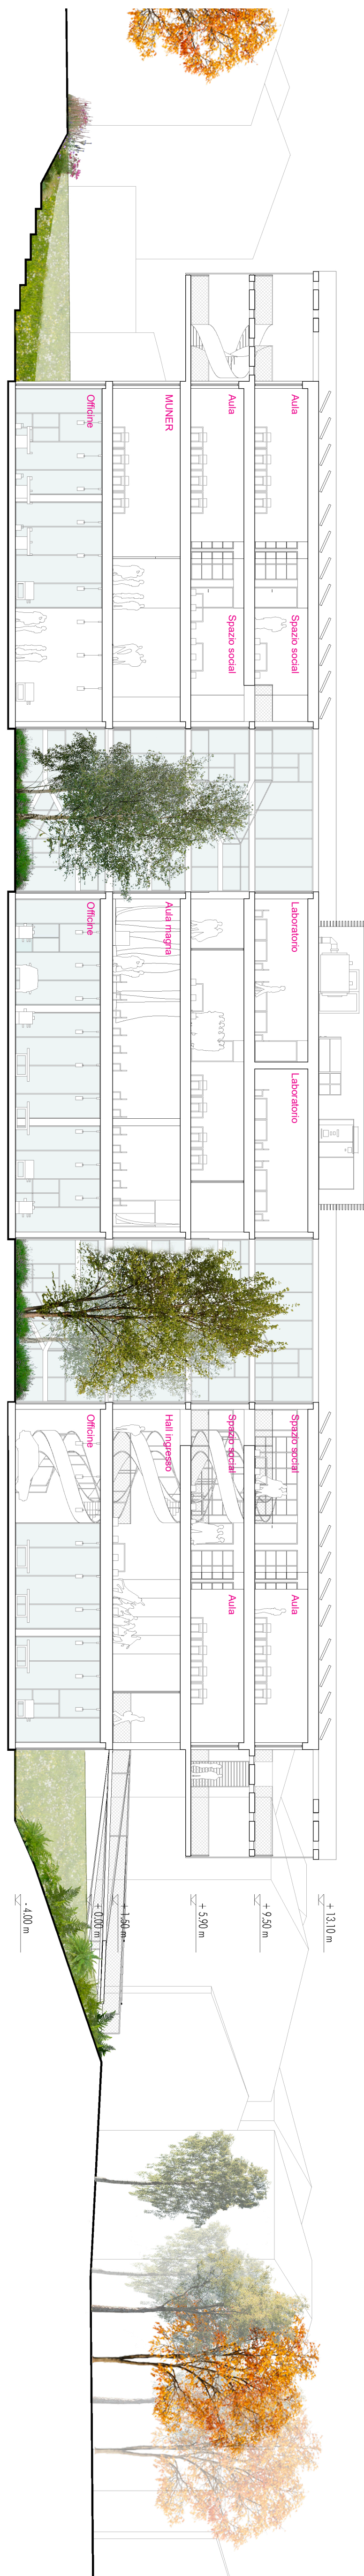 Aula
Spazio social
Laboratorio
Laboratorio
Spazio social
Aula
Aula
Spazio social
Spazio social
Aula
MUNER
Aula magna
Hall ingresso
Officine
Officine
Officine
+ 13.10 m
+ 9.50 m
+ 5.90 m
+ 1.50 m
± 0.00 m
- 4.00 m